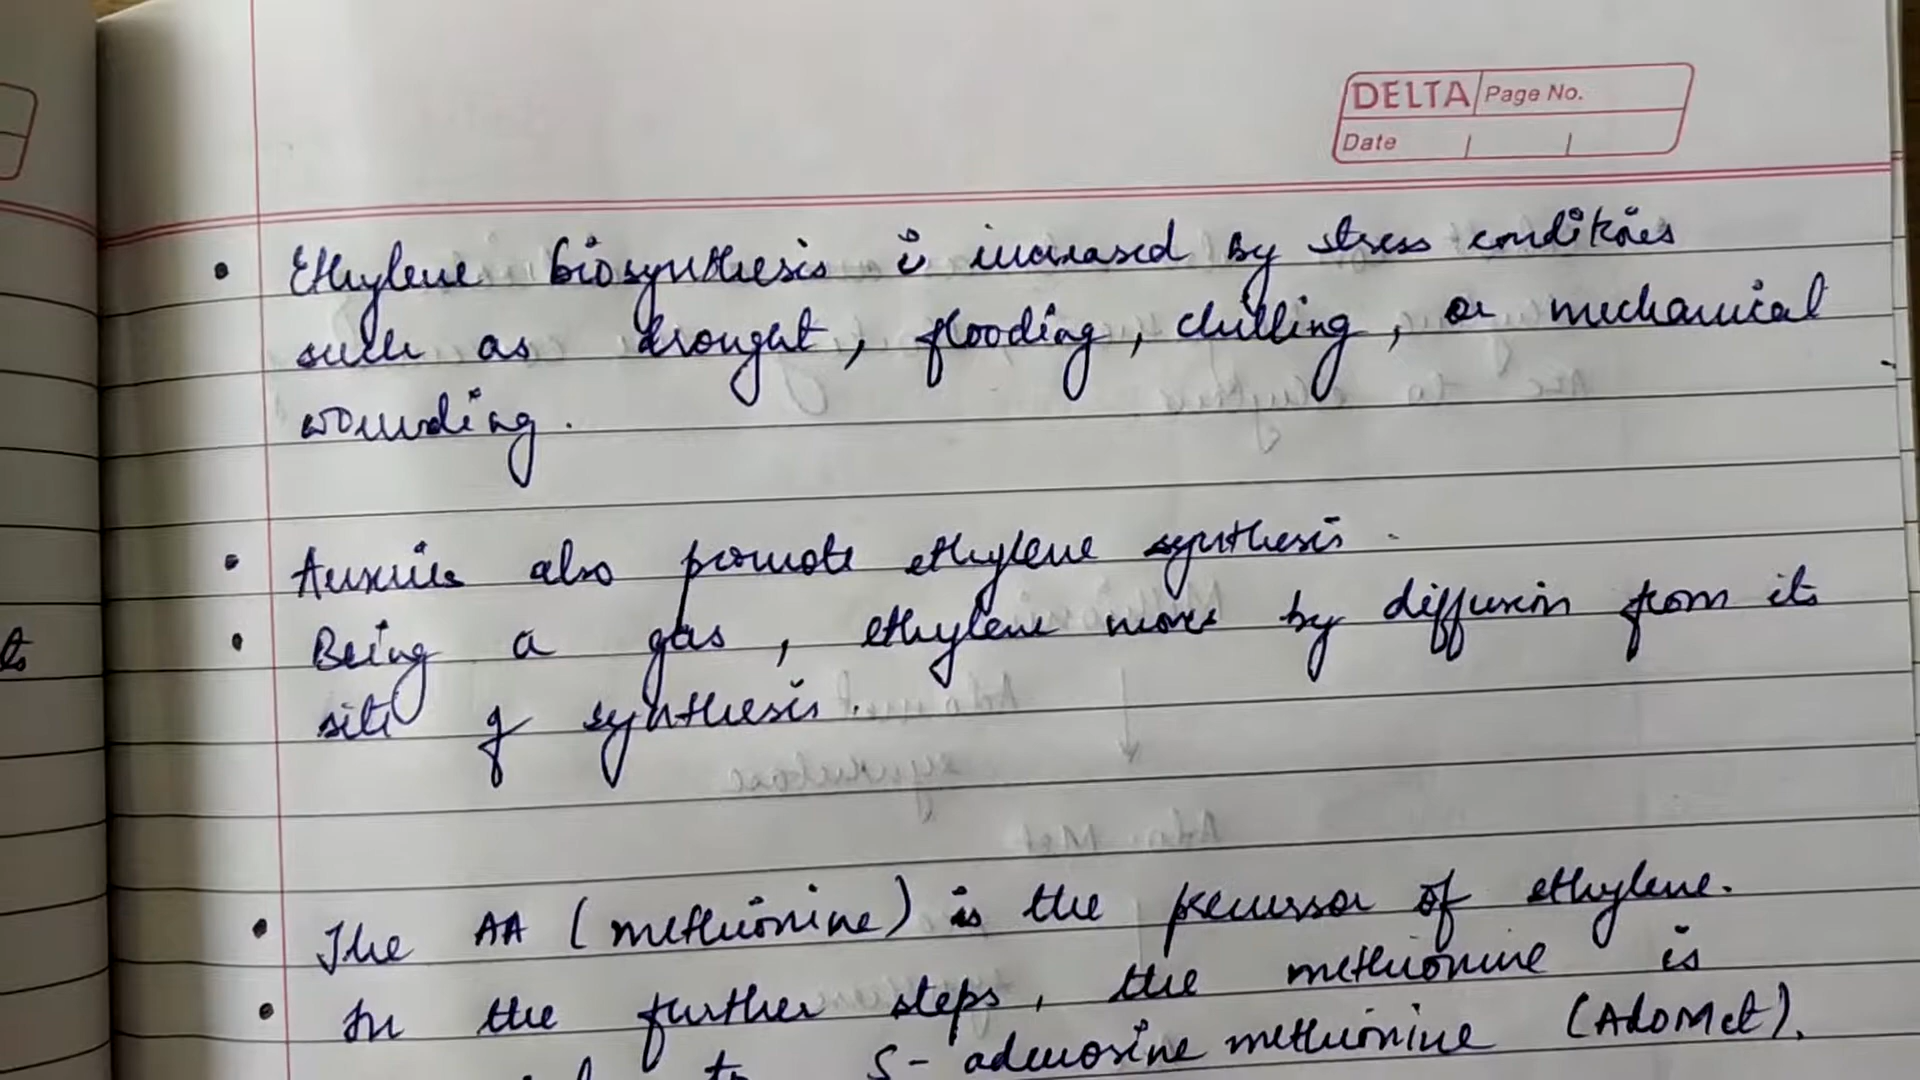 DELTA Page No.
Date
• Ethylene biosynthesis is increased by stress conditions
such as drought, flooding, chilling, or mechanical
wounding.
• Auxins also promote ethylene synthesis.
• Being a gas, ethylene moves by diffusion from its
site of synthesis.
• The AA (methionine) is the precursor of ethylene.
• In the further steps, the methionine is
to S-adenosine methionine (AdoMet).